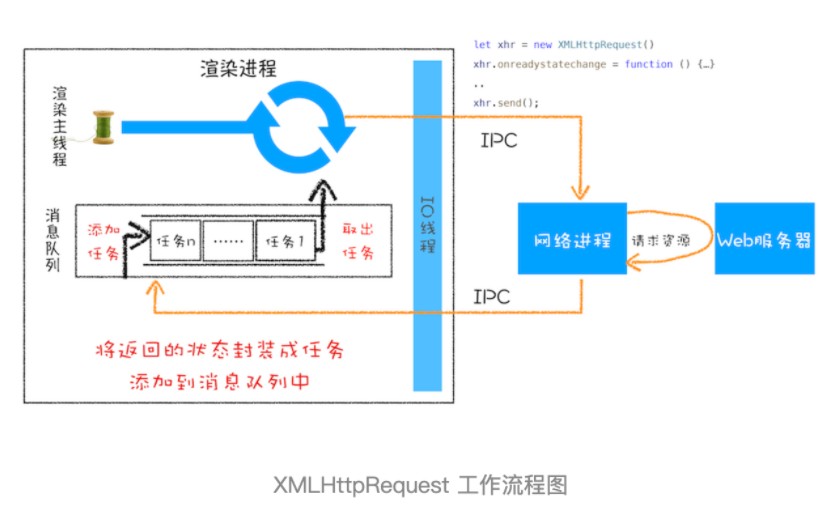 let xhr = new XMLHttpRequest()
xhr.onreadystatechange = function () {…}
..
xhr.send();
渲染进程
渲染主线程
IPC
IO线程
消息队列
添加
任务
任务n
......
任务1
取出
任务
网络进程
请求资源
Web服务器
IPC
将返回的状态封装成任务
添加到消息队列中
XMLHttpRequest 工作流程图